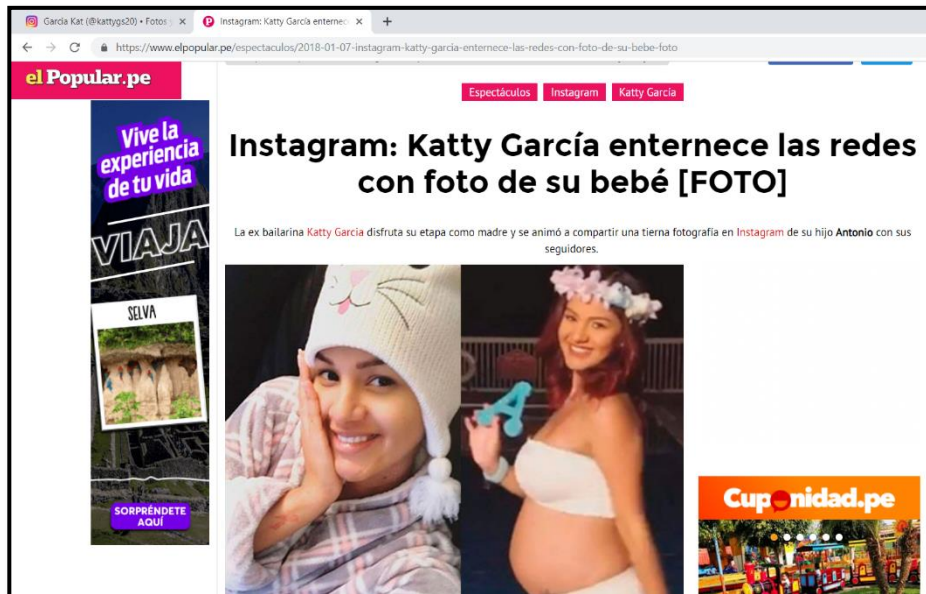 Garcia Kat (@kattygs20) • Fotos
Instagram: Katty García enternec
https://www.elpopular.pe/espectaculos/2018-01-07-instagram-katty-garcia-enternece-las-redes-con-foto-de-su-bebe-foto
el Popular.pe
Espectáculos Instagram Katty García
Instagram: Katty García enternece las redes
con foto de su bebé [FOTO]
La ex bailarina Katty García disfruta su etapa como madre y se animó a compartir una tierna fotografía en Instagram de su hijo Antonio con sus
seguidores.
Vive la
experiencia
de tu vida
VIAJA
SELVA
SORPRÉNDETE
AQUÍ
A
Cuponidad.pe